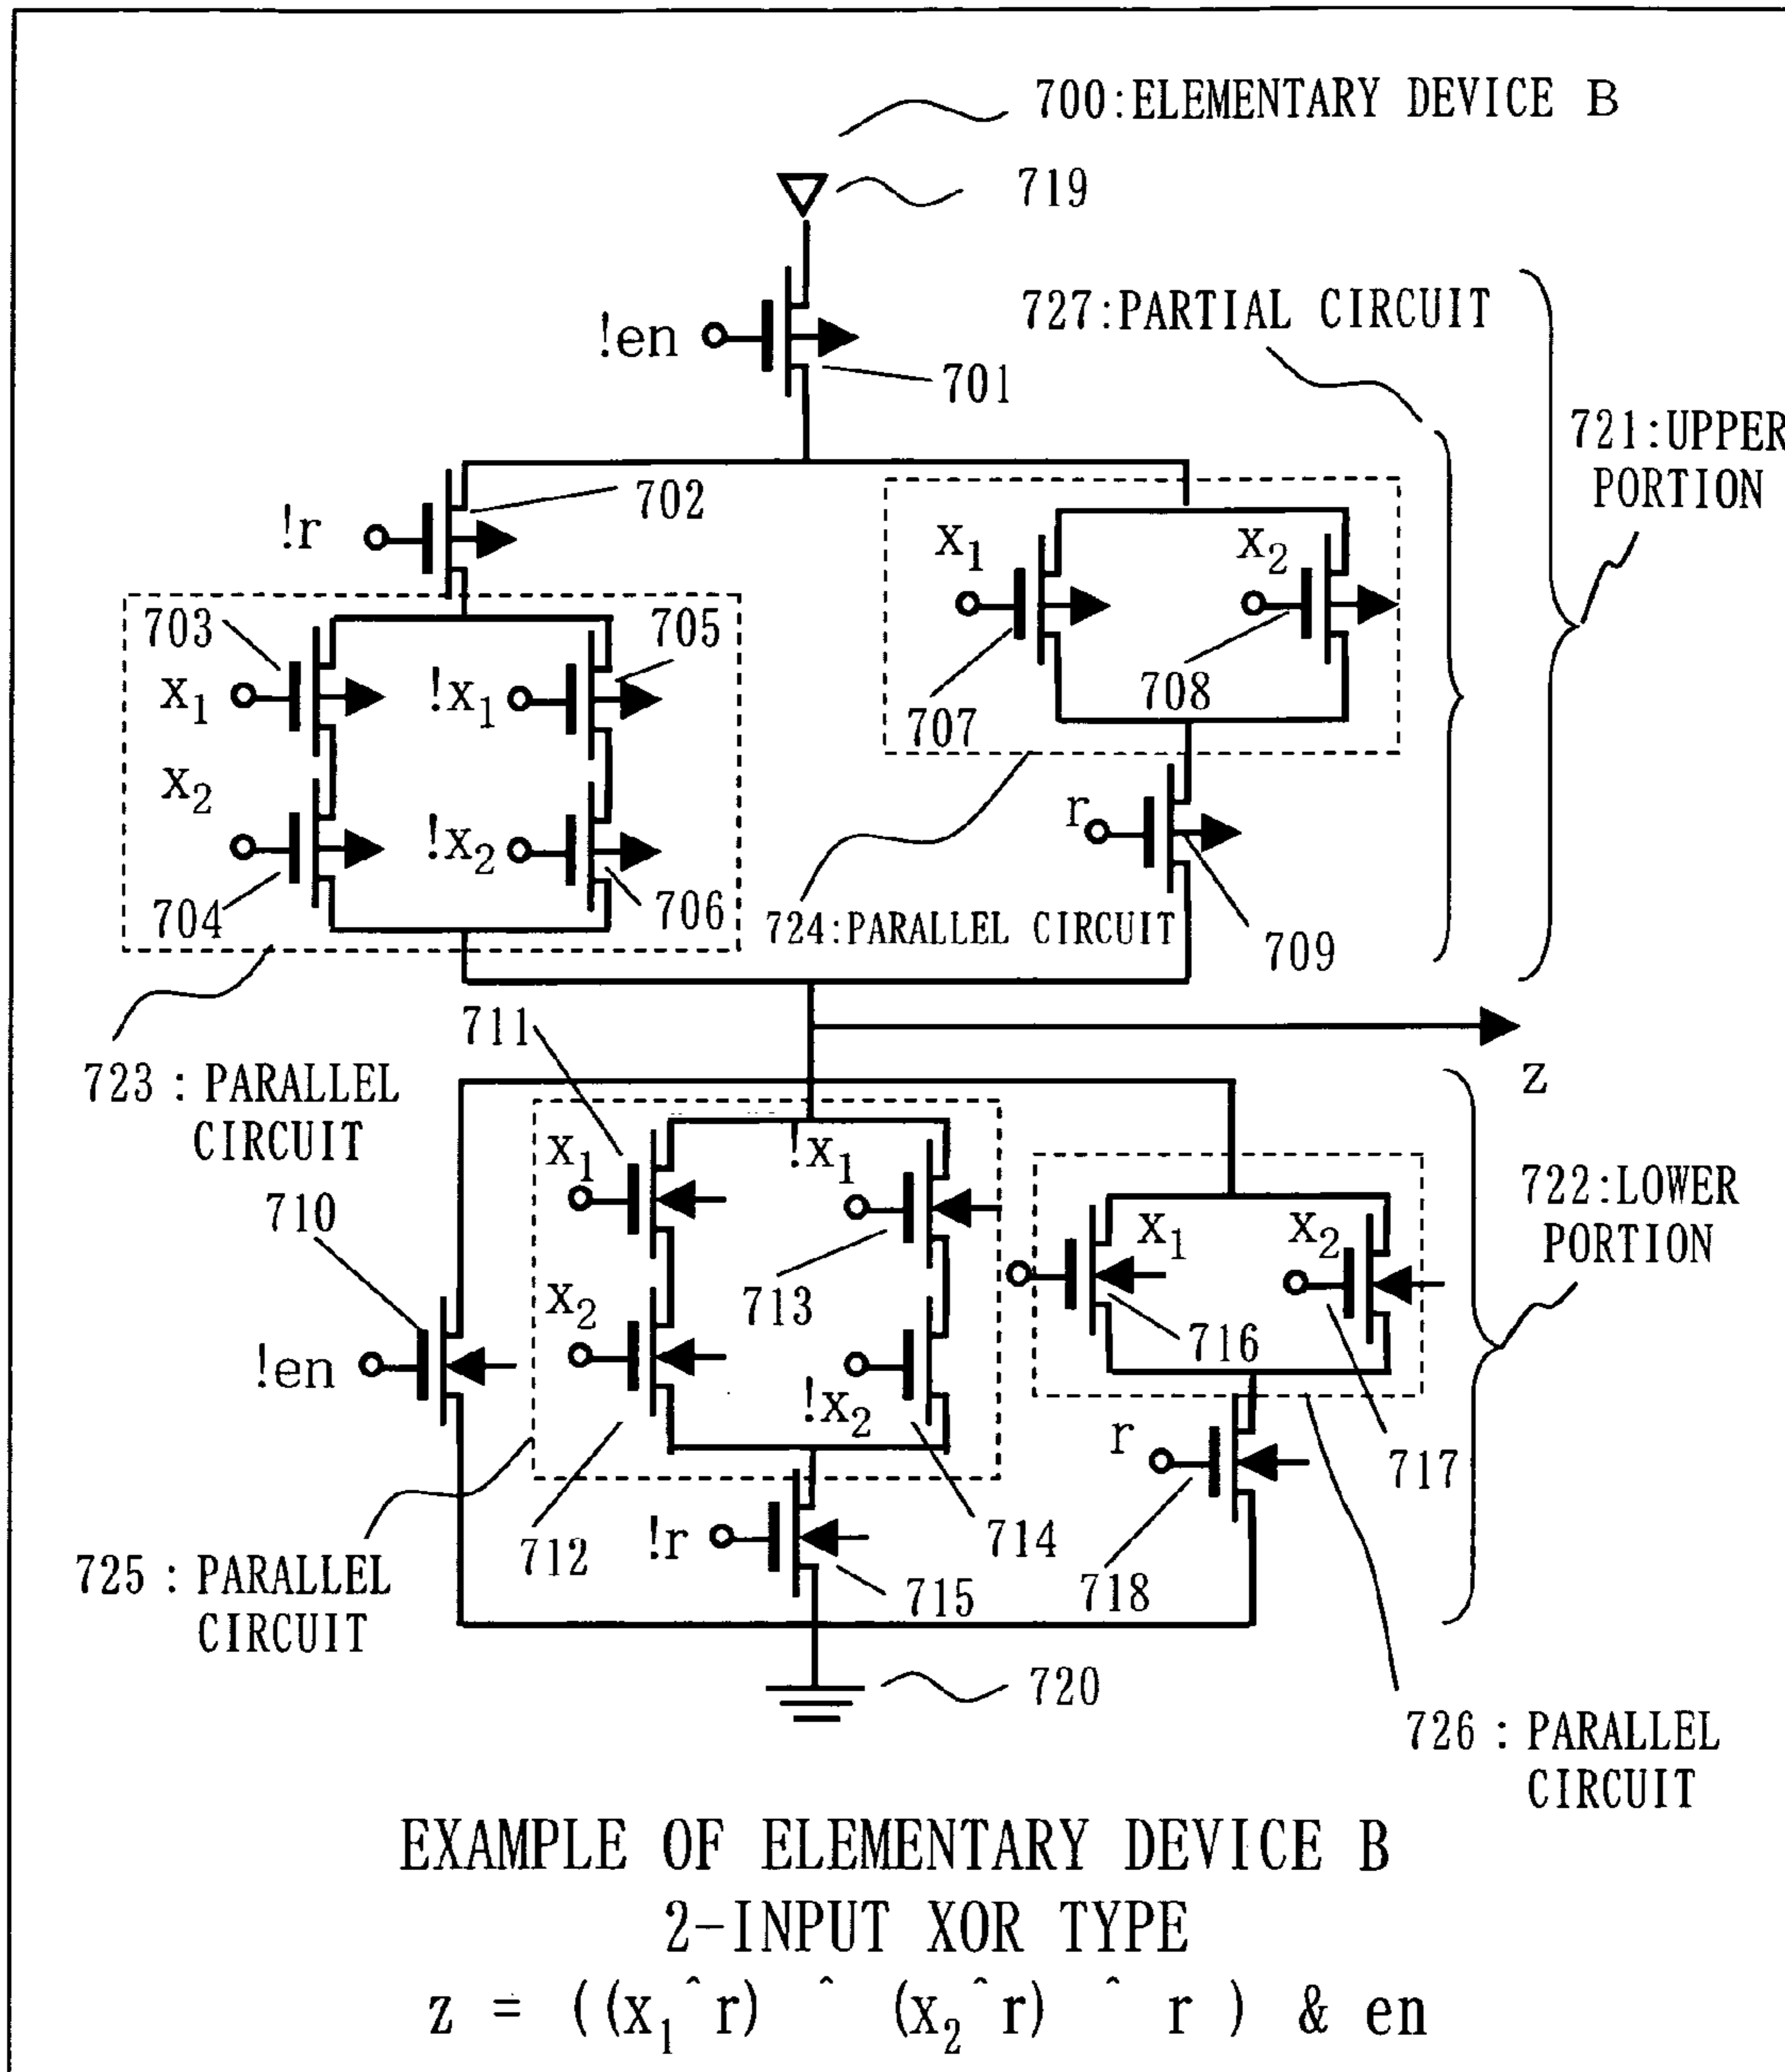 700:ELEMENTARY DEVICE B
719
727:PARTIAL CIRCUIT
!en
701
721:UPPER
PORTION
702
!r
x₁
x₂
703
705
x₁
!x₁
708
707
x₂
!x₂
r
704
706
724:PARALLEL CIRCUIT
709
711
z
723 : PARALLEL
CIRCUIT
x₁
!x₁
722:LOWER
PORTION
710
x₁
x₂
x₂
713
716
!en
!x₂
r
717
712
!r
714
718
725 : PARALLEL
CIRCUIT
715
720
726 : PARALLEL
CIRCUIT
EXAMPLE OF ELEMENTARY DEVICE B
2-INPUT XOR TYPE
z = ((x₁^r) ^ (x₂^r) ^ r ) & en